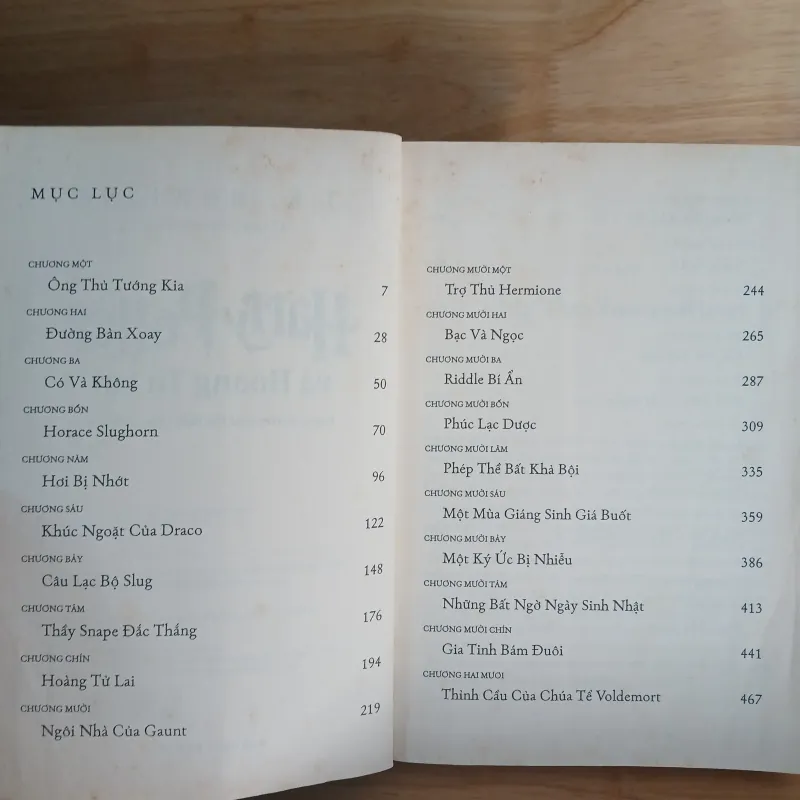 MỤC LỤC
CHƯƠNG MỘT
Ông Thủ Tướng Kia 7
CHƯƠNG HAI
Đường Bàn Xoay 28
CHƯƠNG BA
Có Và Không 50
CHƯƠNG BỐN
Horace Slughorn 70
CHƯƠNG NĂM
Hơi Bị Nhớt 96
CHƯƠNG SÁU
Khúc Ngoặt Của Draco 122
CHƯƠNG BẢY
Câu Lạc Bộ Slug 148
CHƯƠNG TÁM
Thầy Snape Đắc Thắng 176
CHƯƠNG CHÍN
Hoàng Tử Lai 194
CHƯƠNG MƯỜI
Ngôi Nhà Của Gaunt 219
CHƯƠNG MƯỜI MỘT
Trợ Thủ Hermione 244
CHƯƠNG MƯỜI HAI
Bạc Và Ngọc 265
CHƯƠNG MƯỜI BA
Riddle Bí Ẩn 287
CHƯƠNG MƯỜI BỐN
Phúc Lạc Dược 309
CHƯƠNG MƯỜI LĂM
Phép Thề Bất Khả Bội 335
CHƯƠNG MƯỜI SÁU
Một Mùa Giáng Sinh Giá Buốt 359
CHƯƠNG MƯỜI BẢY
Một Ký Ức Bị Nhiễu 386
CHƯƠNG MƯỜI TÁM
Những Bất Ngờ Ngày Sinh Nhật 413
CHƯƠNG MƯỜI CHÍN
Gia Tinh Bám Đuôi 441
CHƯƠNG HAI MƯƠI
Thỉnh Cầu Của Chúa Tể Voldemort 467